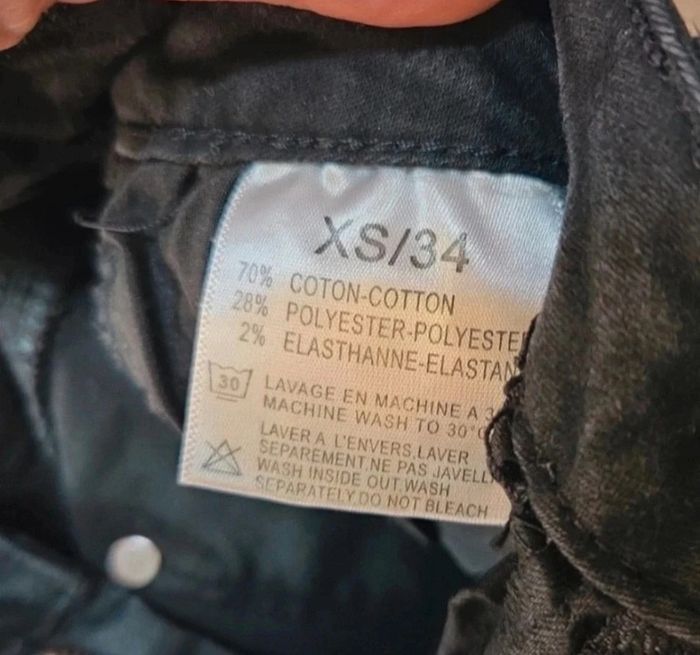 XS/34
70% COTON-COTTON
28% POLYESTER-POLYESTE
2% ELASTHANNE-ELASTAN
30
LAVAGE EN MACHINE A 3
MACHINE WASH TO 30°
LAVER A L'ENVERS.LAVER
SEPAREMENT.NE PAS JAVELL
WASH INSIDE OUT.WASH
SEPARATELY.DO NOT BLEACH